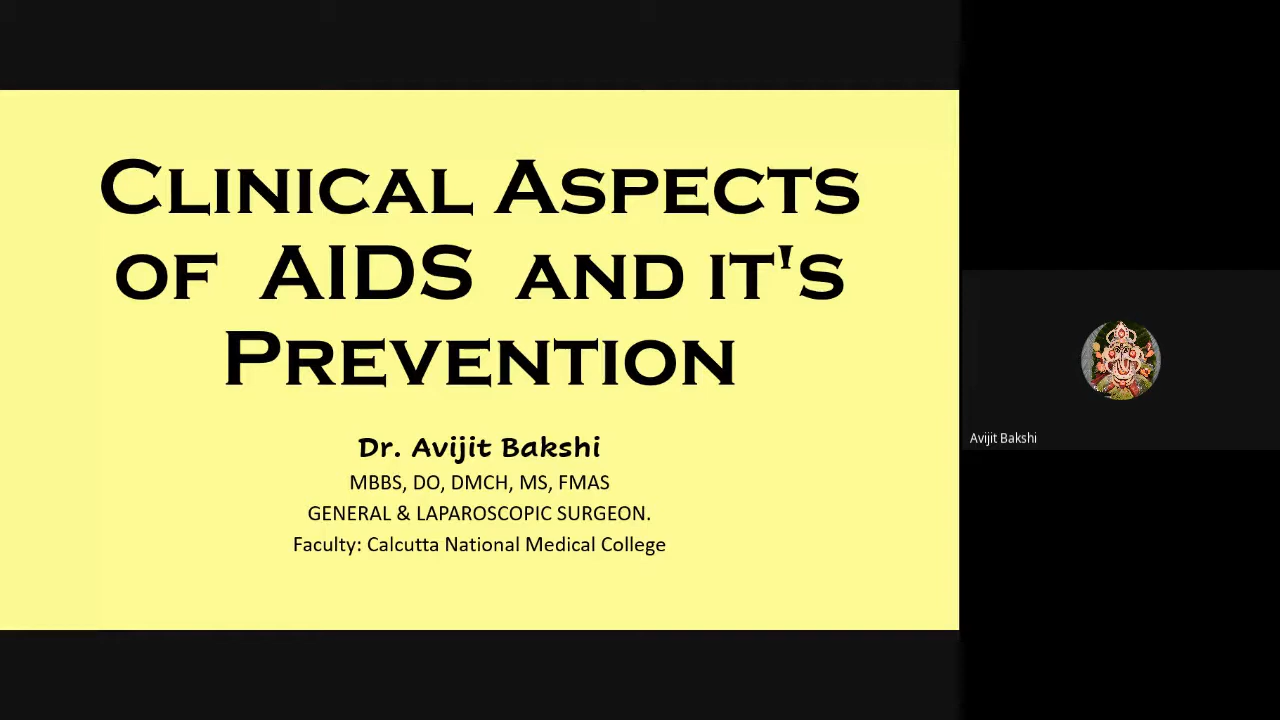 Clinical Aspects
of AIDS and it's
Prevention
Dr. Avijit Bakshi
MBBS, DO, DMCH, MS, FMAS
GENERAL & LAPAROSCOPIC SURGEON.
Faculty: Calcutta National Medical College
Avijit Bakshi